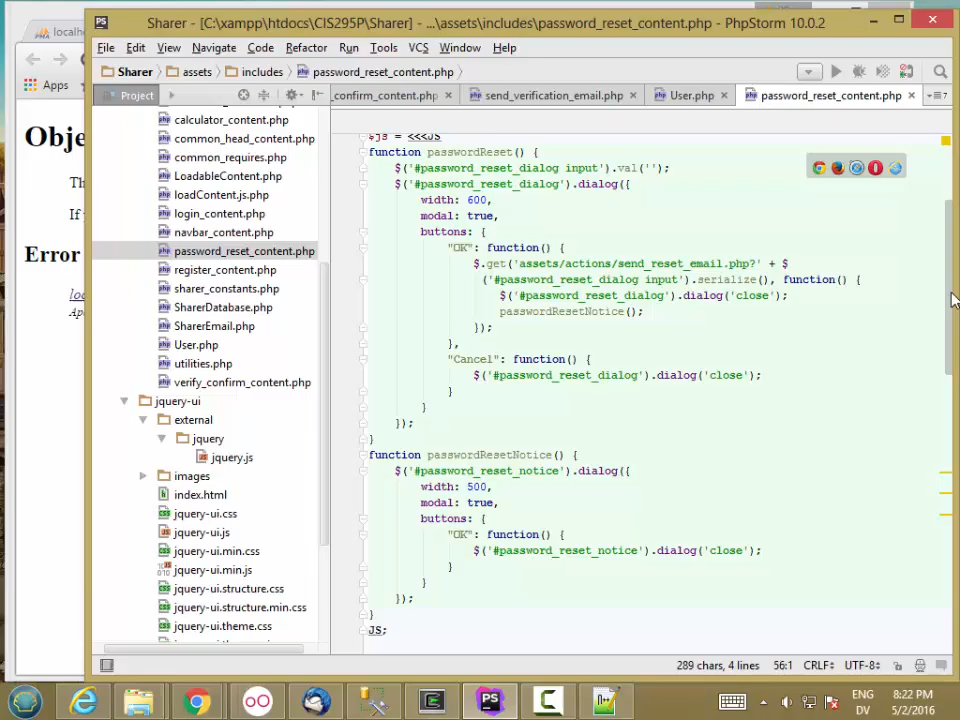 localh
Apps
Obje
Th
If
Error
loc
Apa
PS Sharer - [C:\xampp\htdocs\CIS295P\Sharer] - ...\assets\includes\password_reset_content.php - PhpStorm 10.0.2
File Edit View Navigate Code Refactor Run Tools VCS Window Help
Sharer assets includes password_reset_content.php
Project
_confirm_content.php send_verification_email.php User.php password_reset_content.php
calculator_content.php
common_head_content.php
common_requires.php
LoadableContent.php
loadContent.js.php
login_content.php
navbar_content.php
password_reset_content.php
register_content.php
sharer_constants.php
SharerDatabase.php
SharerEmail.php
User.php
utilities.php
verify_confirm_content.php
jquery-ui
external
jquery
jquery.js
images
index.html
jquery-ui.css
jquery-ui.js
jquery-ui.min.css
jquery-ui.min.js
jquery-ui.structure.css
jquery-ui.structure.min.css
jquery-ui.theme.css
$js = <<<JS
function passwordReset() {
$('#password_reset_dialog input').val('');
$('#password_reset_dialog').dialog({
width: 600,
modal: true,
buttons: {
"OK": function() {
$.get('assets/actions/send_reset_email.php?' + $
('#password_reset_dialog input').serialize(), function() {
$('#password_reset_dialog').dialog('close');
passwordResetNotice();
});
},
"Cancel": function() {
$('#password_reset_dialog').dialog('close');
}
}
});
}
function passwordResetNotice() {
$('#password_reset_notice').dialog({
width: 500,
modal: true,
buttons: {
"OK": function() {
$('#password_reset_notice').dialog('close');
}
}
});
}
JS;
289 chars, 4 lines 56:1 CRLF UTF-8
PS
ENG
DV
8:22 PM
5/2/2016